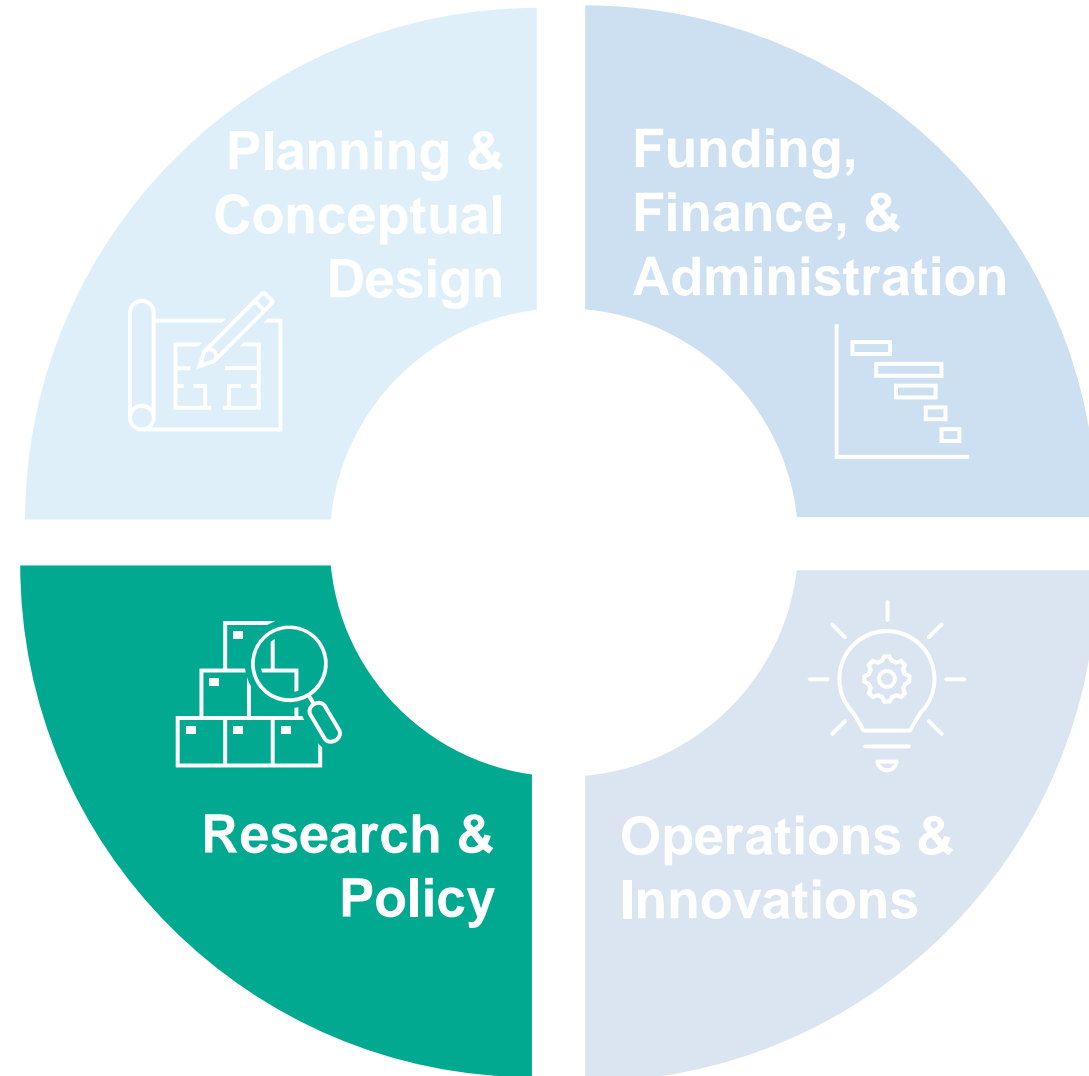 Planning &
Conceptual
Design
Funding,
Finance, &
Administration
Research &
Policy
Operations &
Innovations